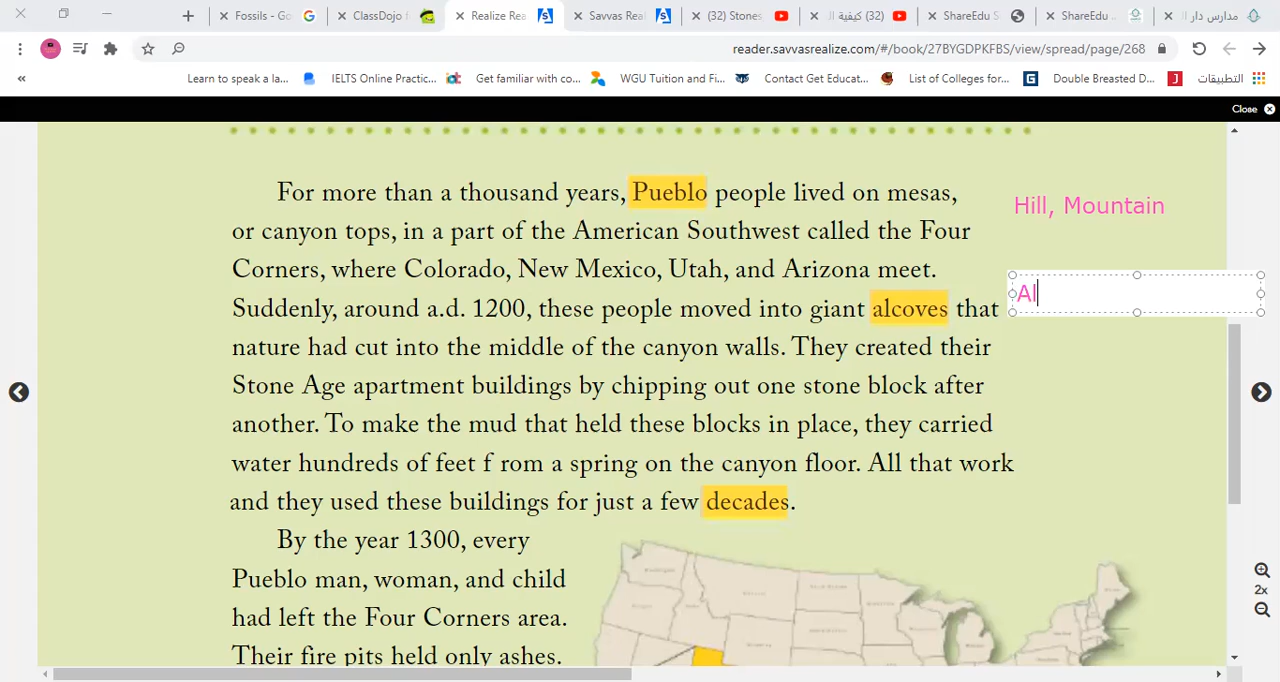 Fossils - Go
ClassDojo f
Realize Rea
Savvas Rea
(32) Stones
كيفية ال (32)
ShareEdu S
ShareEdu ..
مدارس دار ال
reader.savvasrealize.com/#/book/27BYGDPKFBS/view/spread/page/268
Learn to speak a la...
IELTS Online Practic...
Get familiar with co...
WGU Tuition and Fi...
Contact Get Educat...
List of Colleges for...
Double Breasted D...
التطبيقات
Close
For more than a thousand years, Pueblo people lived on mesas,
or canyon tops, in a part of the American Southwest called the Four
Corners, where Colorado, New Mexico, Utah, and Arizona meet.
Suddenly, around a.d. 1200, these people moved into giant alcoves that
nature had cut into the middle of the canyon walls. They created their
Stone Age apartment buildings by chipping out one stone block after
another. To make the mud that held these blocks in place, they carried
water hundreds of feet f rom a spring on the canyon floor. All that work
and they used these buildings for just a few decades.
By the year 1300, every
Pueblo man, woman, and child
had left the Four Corners area.
Their fire pits held only ashes.
Hill, Mountain
Al
2x